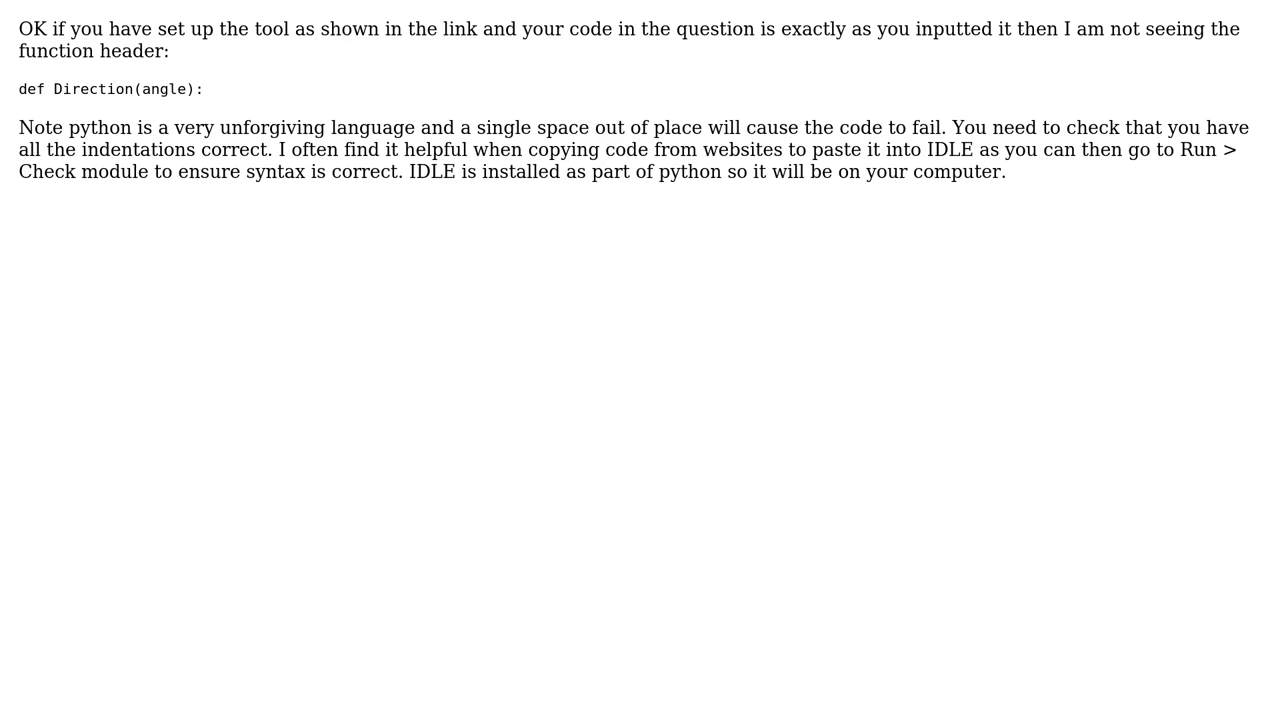 OK if you have set up the tool as shown in the link and your code in the question is exactly as you inputted it then I am not seeing the
function header:
def Direction(angle):
Note python is a very unforgiving language and a single space out of place will cause the code to fail. You need to check that you have
all the indentations correct. I often find it helpful when copying code from websites to paste it into IDLE as you can then go to Run >
Check module to ensure syntax is correct. IDLE is installed as part of python so it will be on your computer.